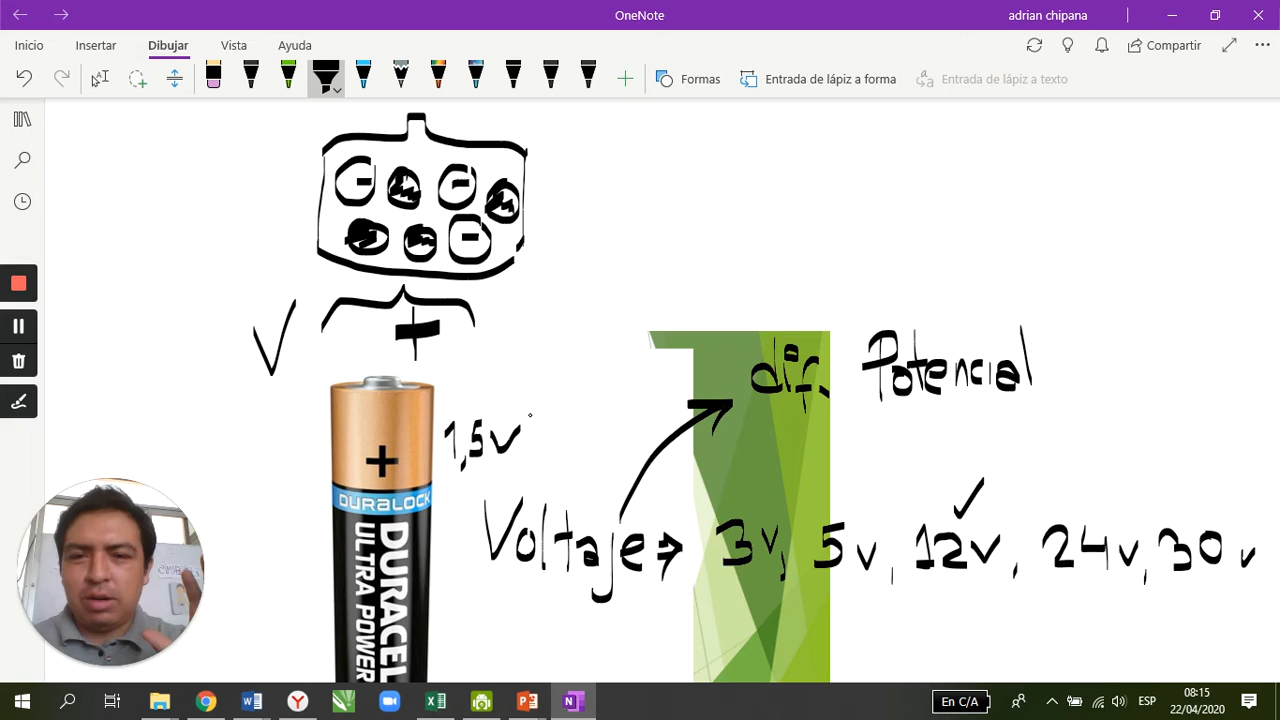 OneNote
adrian chipana
Inicio Insertar Dibujar Vista Ayuda
Compartir
Formas Entrada de lápiz a forma Entrada de lápiz a texto
+
dif. Potencial
1,5v
+
DURALOCK
DURACEL
ULTRA POWER
Voltaje→ 3v, 5v, 12v, 24v, 30v
En C/A
ESP
08:15
22/04/2020